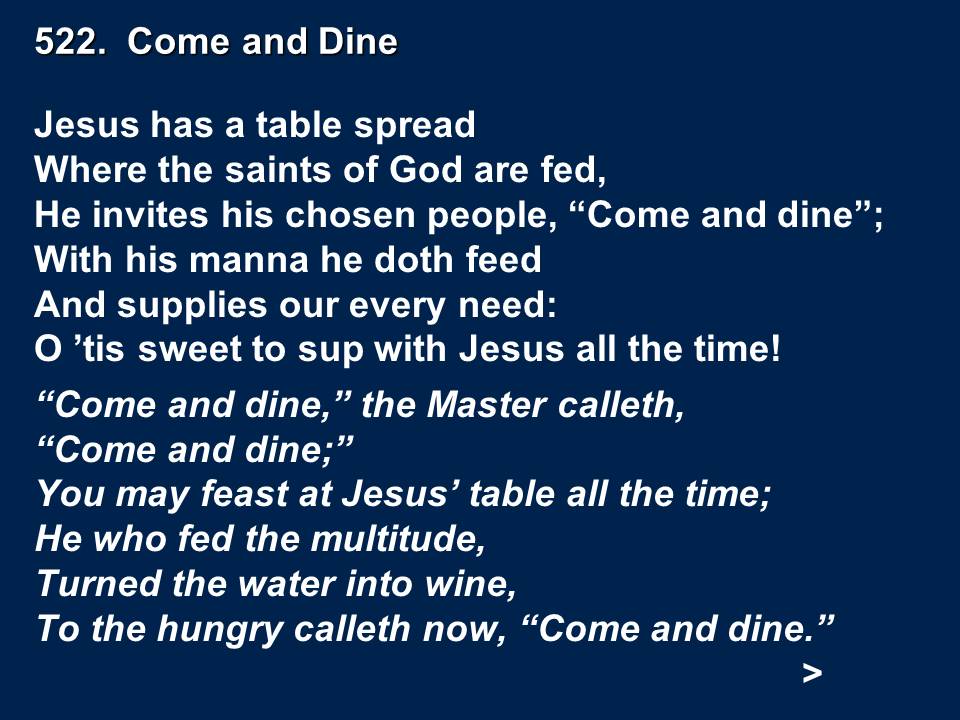 522.  Come and Dine
Jesus has a table spread
Where the saints of God are fed,
He invites his chosen people, “Come and dine”;
With his manna he doth feed
And supplies our every need:
O ’tis sweet to sup with Jesus all the time!
“Come and dine,” the Master calleth,
“Come and dine;”
You may feast at Jesus’ table all the time;
He who fed the multitude,
Turned the water into wine,
To the hungry calleth now, “Come and dine.”
>